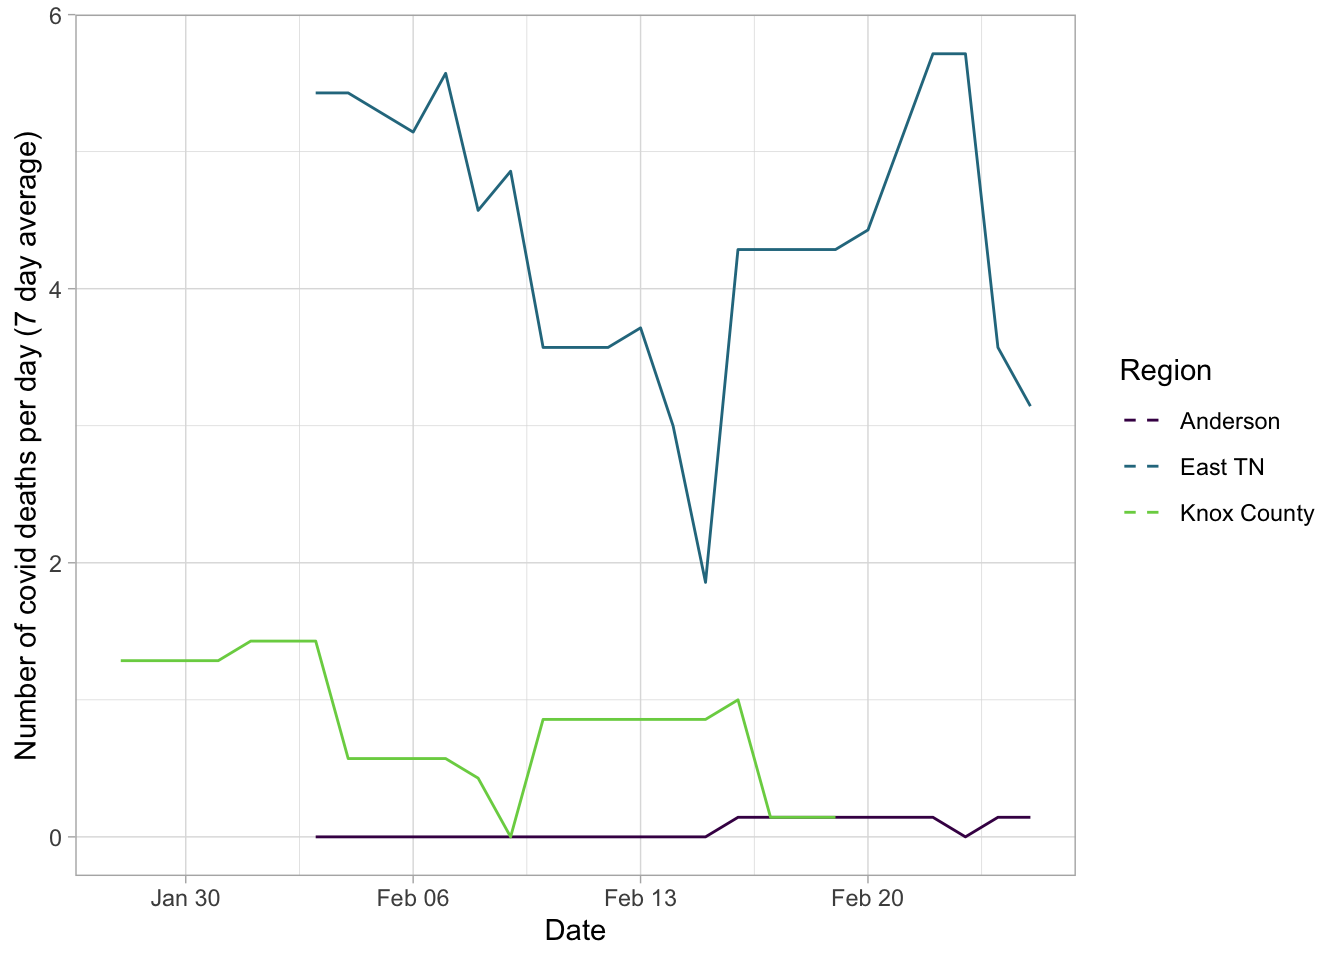 Number of covid deaths per day (7 day average)
6
4
2
0
Jan 30
Feb 06
Feb 13
Feb 20
Date
Region
Anderson
East TN
Knox County